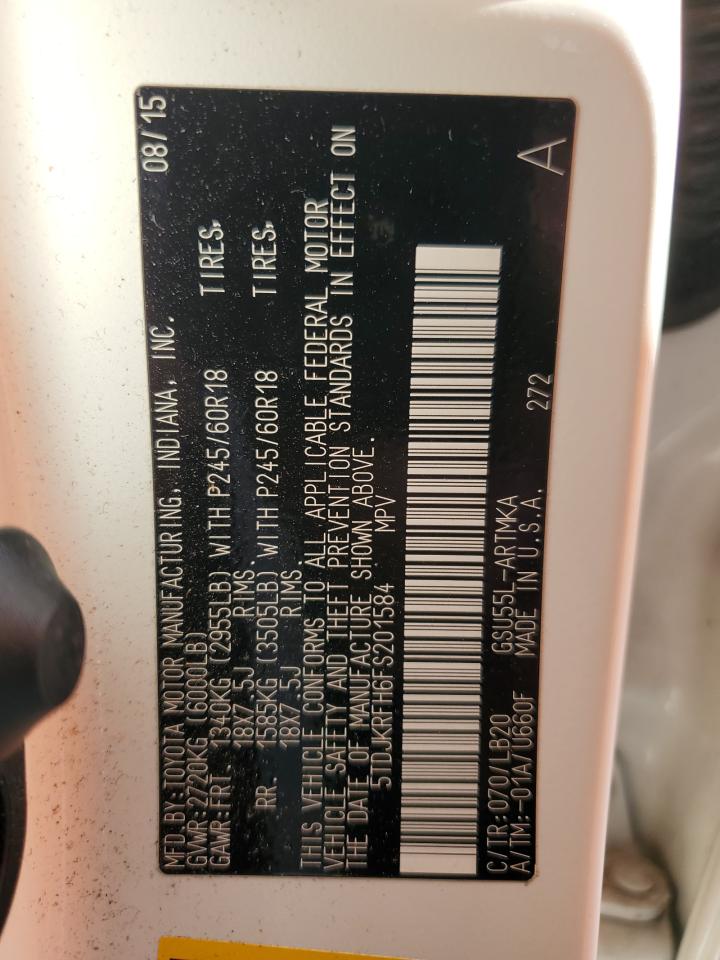 MFD.BY:TOYOTA MOTOR MANUFACTURING, INDIANA, INC. 08/15
GVWR:2720KG (6000LB)
GAWR:FRT. 1340KG (2955LB) WITH P245/60R18 TIRES,
18X7.5J RIMS.
RR. 1585KG (3505LB) WITH P245/60R18 TIRES,
18X7.5J RIMS.
THIS VEHICLE CONFORMS TO ALL APPLICABLE FEDERAL MOTOR
VEHICLE SAFETY AND THEFT PREVENTION STANDARDS IN EFFECT ON
THE DATE OF MANUFACTURE SHOWN ABOVE.
5TDJKRFH6FS201584 MPV
C/TR:070/LB20 GSU55L-ARTMKA
A/TM:-01A/U660F MADE IN U.S.A. 272 A